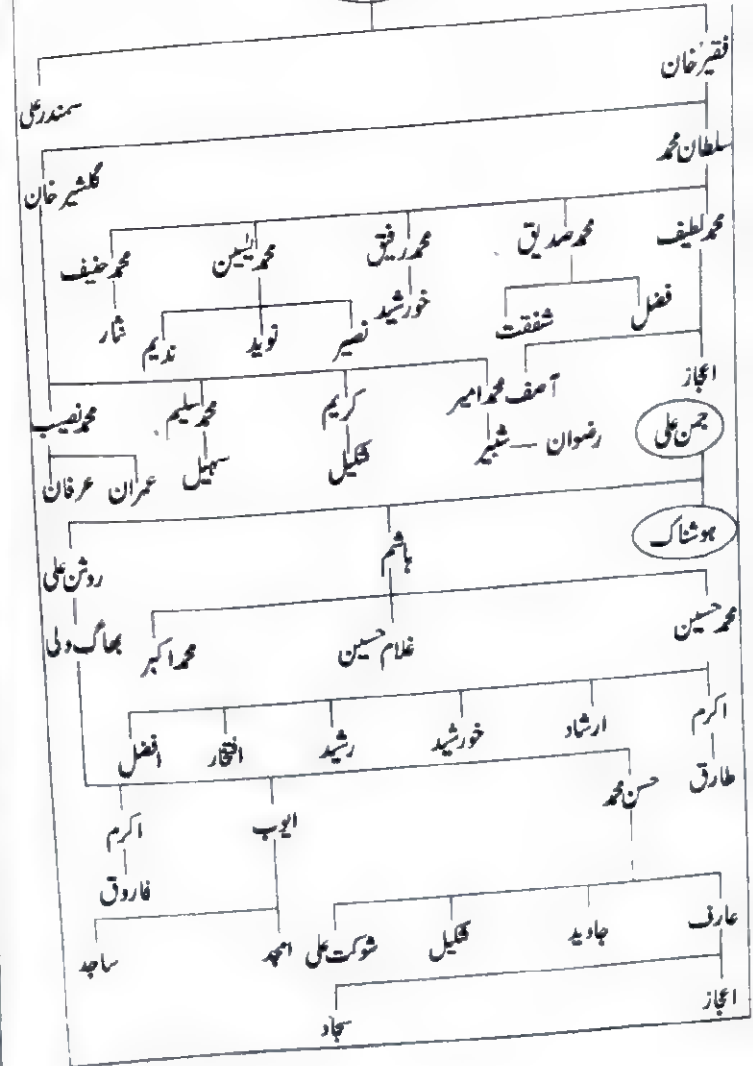 فقیر خان
سمندر علی
سلطان محمد
گلشیر خان
محمد لطیف محمد صدیق محمد رفیق محمد یٰسین محمد حنیف
فضل شفقت خورشید نصیر نوید ندیم نثار
اعجاز آصف محمد امیر کریم محمد سلیم محمد نصیب
جمن علی رضوان — شبیر شکیل سہیل عمران عرفان
ہوشناک ہاشم روشن علی
محمد حسین غلام حسین محمد اکبر بھاگ ولی
اکرم ارشاد خورشید رشید افتخار افضل
طارق حسن محمد ایوب اکرم
فاروق
عارف جاوید شکیل شوکت علی امجد ساجد
اعجاز سجاد